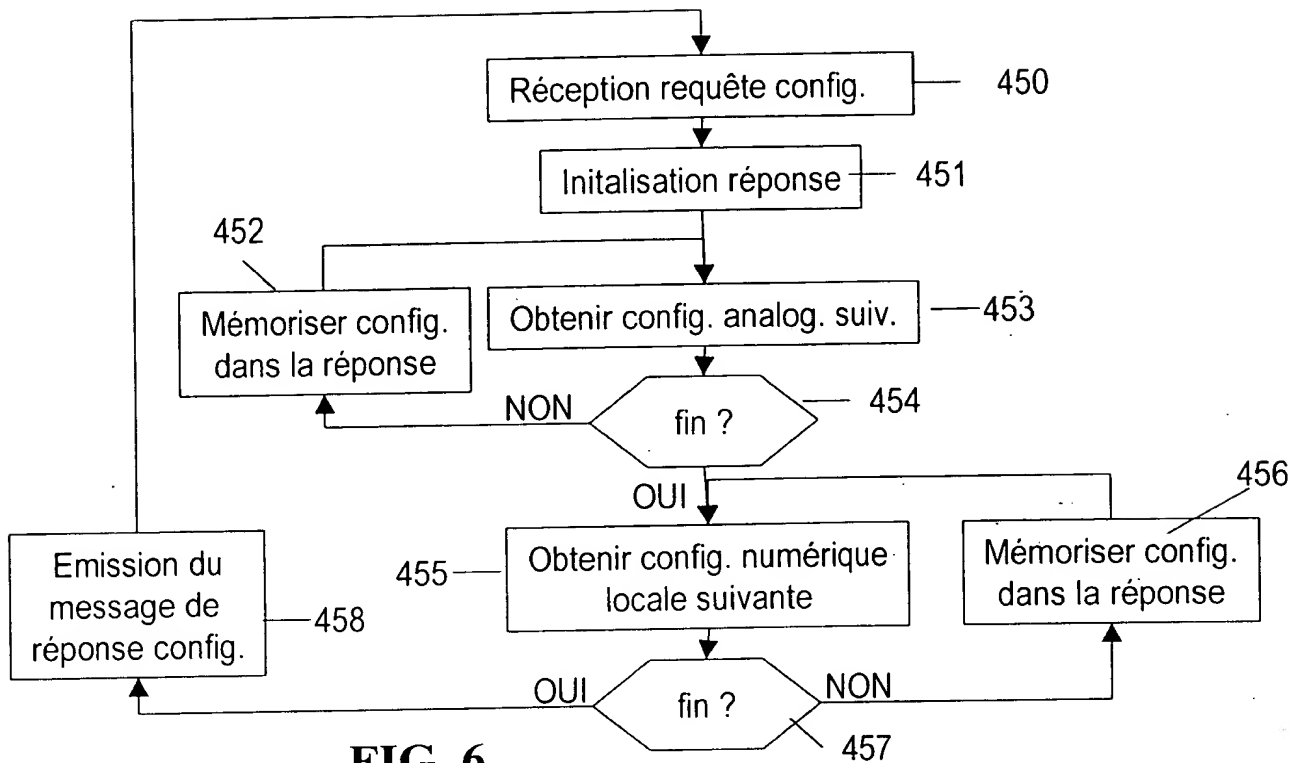 Réception requête config.
450
Initalisation réponse
451
452
Mémoriser config.
dans la réponse
Obtenir config. analog. suiv.
453
NON
fin ?
454
OUI
456
Emission du
message de
réponse config.
458
455
Obtenir config. numérique
locale suivante
Mémoriser config.
dans la réponse
OUI
fin ?
NON
457
FIG. 6